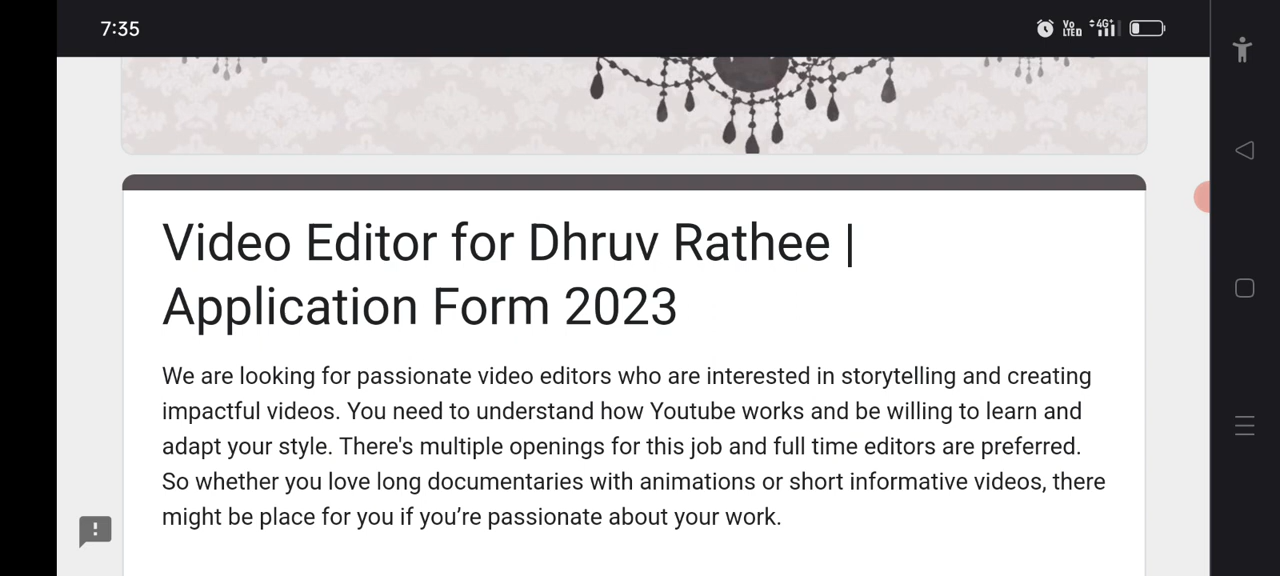 7:35
Vo
LTED
4G+
Video Editor for Dhruv Rathee |
Application Form 2023
We are looking for passionate video editors who are interested in storytelling and creating
impactful videos. You need to understand how Youtube works and be willing to learn and
adapt your style. There's multiple openings for this job and full time editors are preferred.
So whether you love long documentaries with animations or short informative videos, there
might be place for you if you’re passionate about your work.